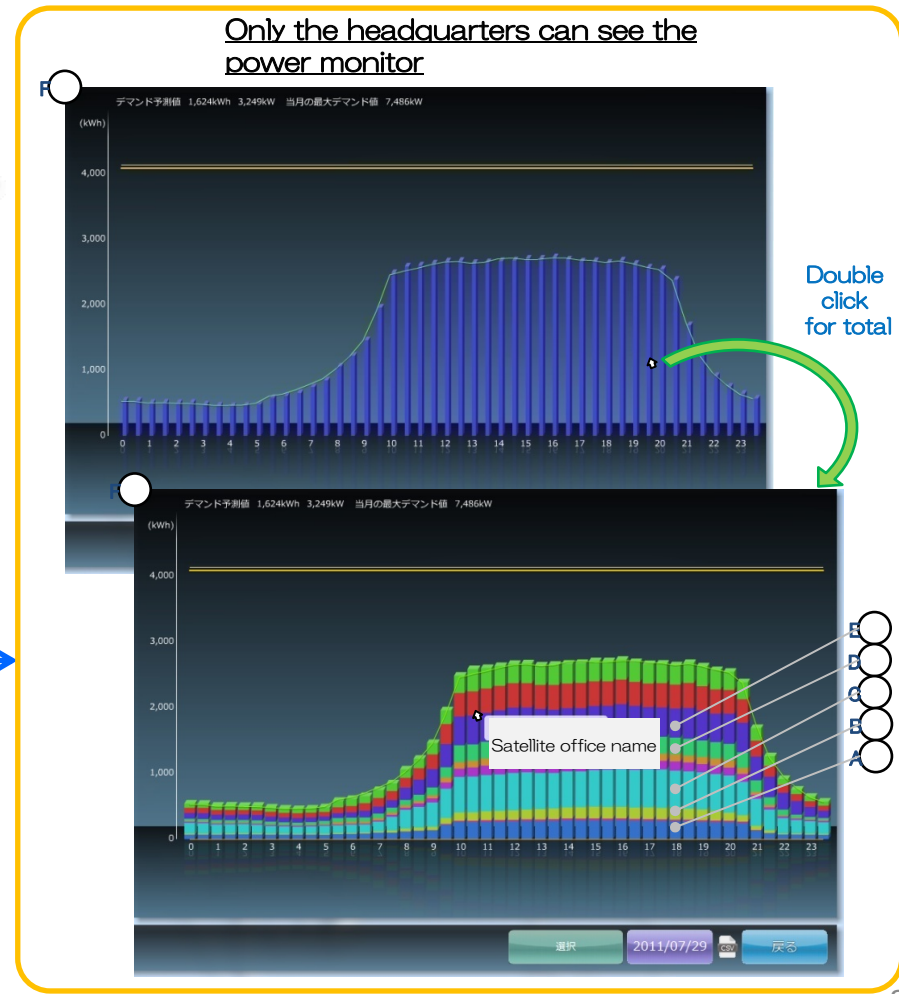 Only the headquarters can see the
power monitor
デマンド予測値 1,624kWh 3,249kW 当月の最大デマンド値 7,486kW
(kWh)
4,000
3,000
2,000
1,000
0
0 1 2 3 4 5 6 7 8 9 10 11 12 13 14 15 16 17 18 19 20 21 22 23
Double
click
for total
デマンド予測値 1,624kWh 3,249kW 当月の最大デマンド値 7,486kW
(kWh)
4,000
3,000
2,000
1,000
0
0 1 2 3 4 5 6 7 8 9 10 11 12 13 14 15 16 17 18 19 20 21 22 23
Satellite office name
E
D
C
B
A
選択 2011/07/29 CSV 戻る